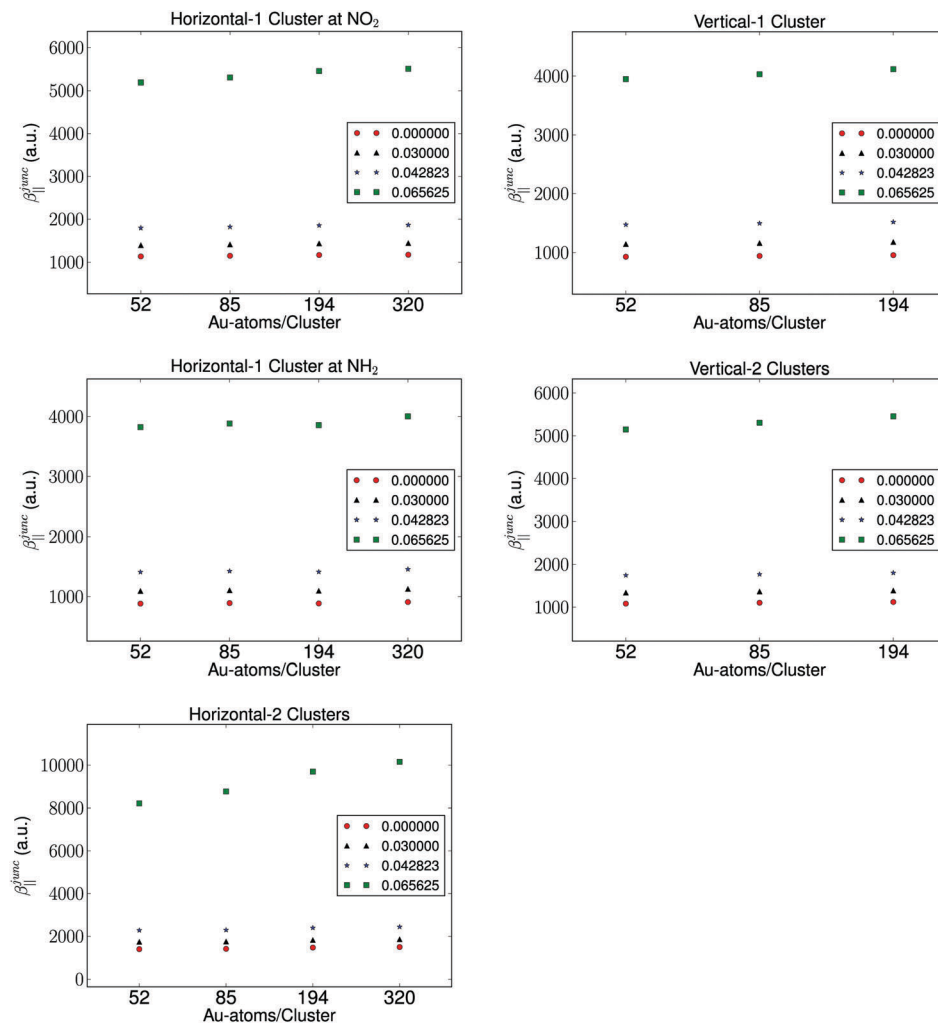 Horizontal-1 Cluster at NO₂
6000
5000
4000
3000
2000
1000
β||^junc (a.u.)
0.000000
0.030000
0.042823
0.065625
52 85 194 320
Au-atoms/Cluster
Vertical-1 Cluster
4000
3000
2000
1000
β||^junc (a.u.)
0.000000
0.030000
0.042823
0.065625
52 85 194
Au-atoms/Cluster
Horizontal-1 Cluster at NH₂
4000
3000
2000
1000
β||^junc (a.u.)
0.000000
0.030000
0.042823
0.065625
52 85 194 320
Au-atoms/Cluster
Vertical-2 Clusters
6000
5000
4000
3000
2000
1000
β||^junc (a.u.)
0.000000
0.030000
0.042823
0.065625
52 85 194
Au-atoms/Cluster
Horizontal-2 Clusters
10000
8000
6000
4000
2000
0
β||^junc (a.u.)
0.000000
0.030000
0.042823
0.065625
52 85 194 320
Au-atoms/Cluster